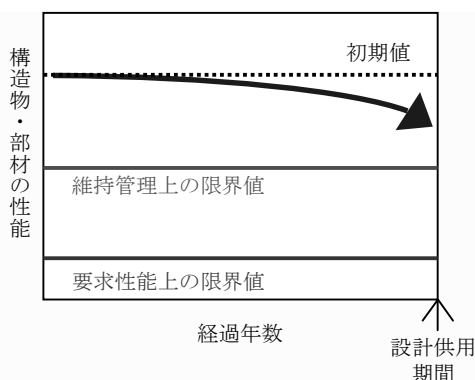 構造物・部材の性能
初期値
維持管理上の限界値
要求性能上の限界値
経過年数
設計供用
期間